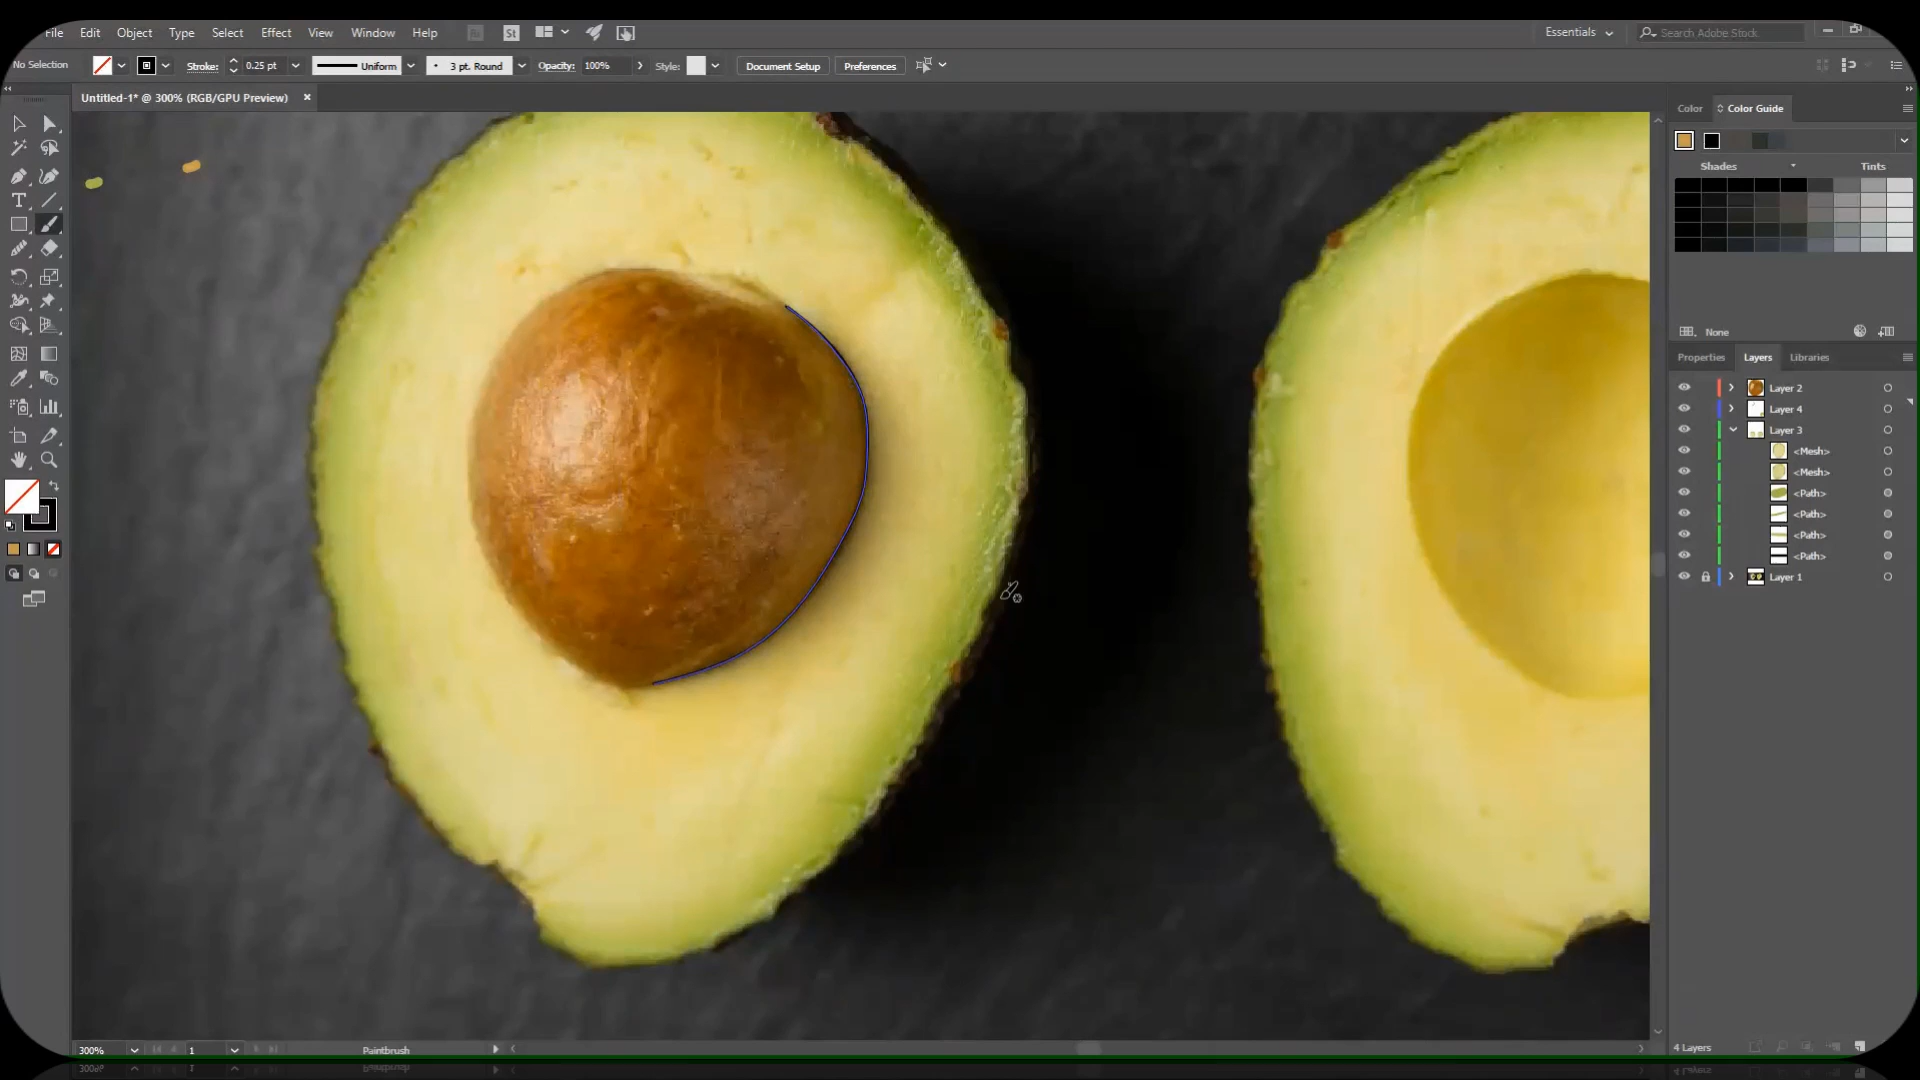 File Edit Object Type Select Effect View Window Help St Essentials Search Adobe Stock
No Selection Stroke: 0.25 pt Uniform 3 pt. Round Opacity: 100% Style: Document Setup Preferences
Untitled-1* @ 300% (RGB/GPU Preview) ×
Color Color Guide
Shades Tints
None
Properties Layers Libraries
Layer 2
Layer 4
Layer 3
<Mesh>
<Mesh>
<Path>
<Path>
<Path>
<Path>
Layer 1
300% 1 Paintbrush 4 Layers